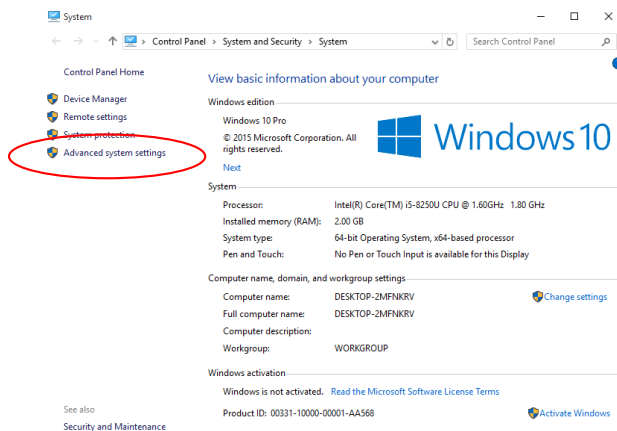 System
Control Panel > System and Security > System
Search Control Panel
Control Panel Home
Device Manager
Remote settings
System protection
Advanced system settings
See also
Security and Maintenance
View basic information about your computer
Windows edition
Windows 10 Pro
© 2015 Microsoft Corporation. All
rights reserved.
Next
Windows 10
System
Processor: Intel(R) Core(TM) i5-8250U CPU @ 1.60GHz 1.80 GHz
Installed memory (RAM): 2.00 GB
System type: 64-bit Operating System, x64-based processor
Pen and Touch: No Pen or Touch Input is available for this Display
Computer name, domain, and workgroup settings
Computer name: DESKTOP-2MFNKRV Change settings
Full computer name: DESKTOP-2MFNKRV
Computer description:
Workgroup: WORKGROUP
Windows activation
Windows is not activated. Read the Microsoft Software License Terms
Product ID: 00331-10000-00001-AA568 Activate Windows